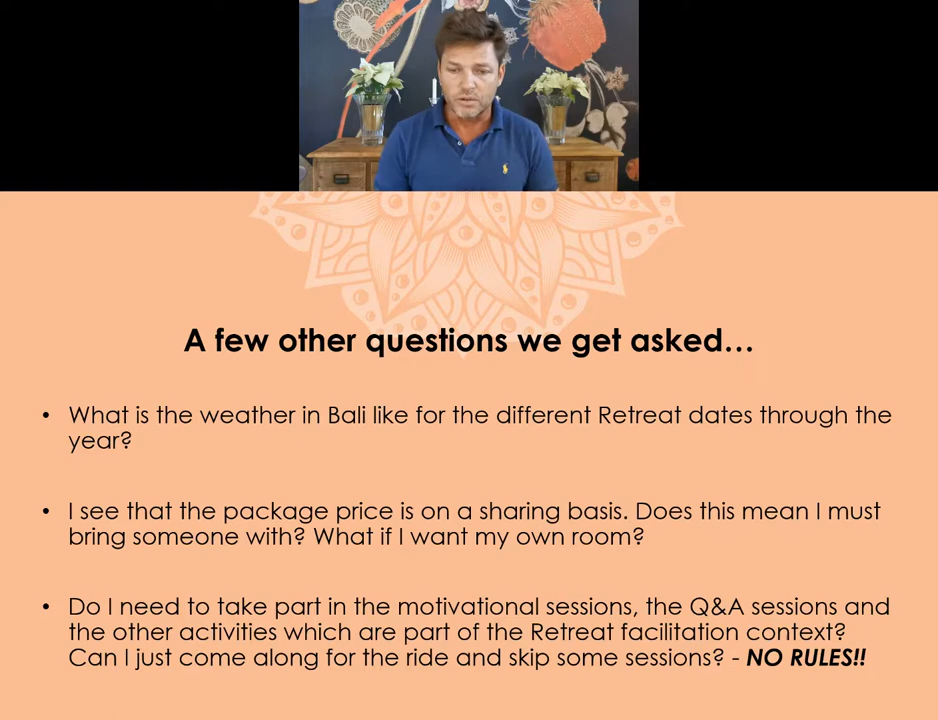 A few other questions we get asked…
• What is the weather in Bali like for the different Retreat dates through the
year?
• I see that the package price is on a sharing basis. Does this mean I must
bring someone with? What if I want my own room?
• Do I need to take part in the motivational sessions, the Q&A sessions and
the other activities which are part of the Retreat facilitation context?
Can I just come along for the ride and skip some sessions? - NO RULES!!